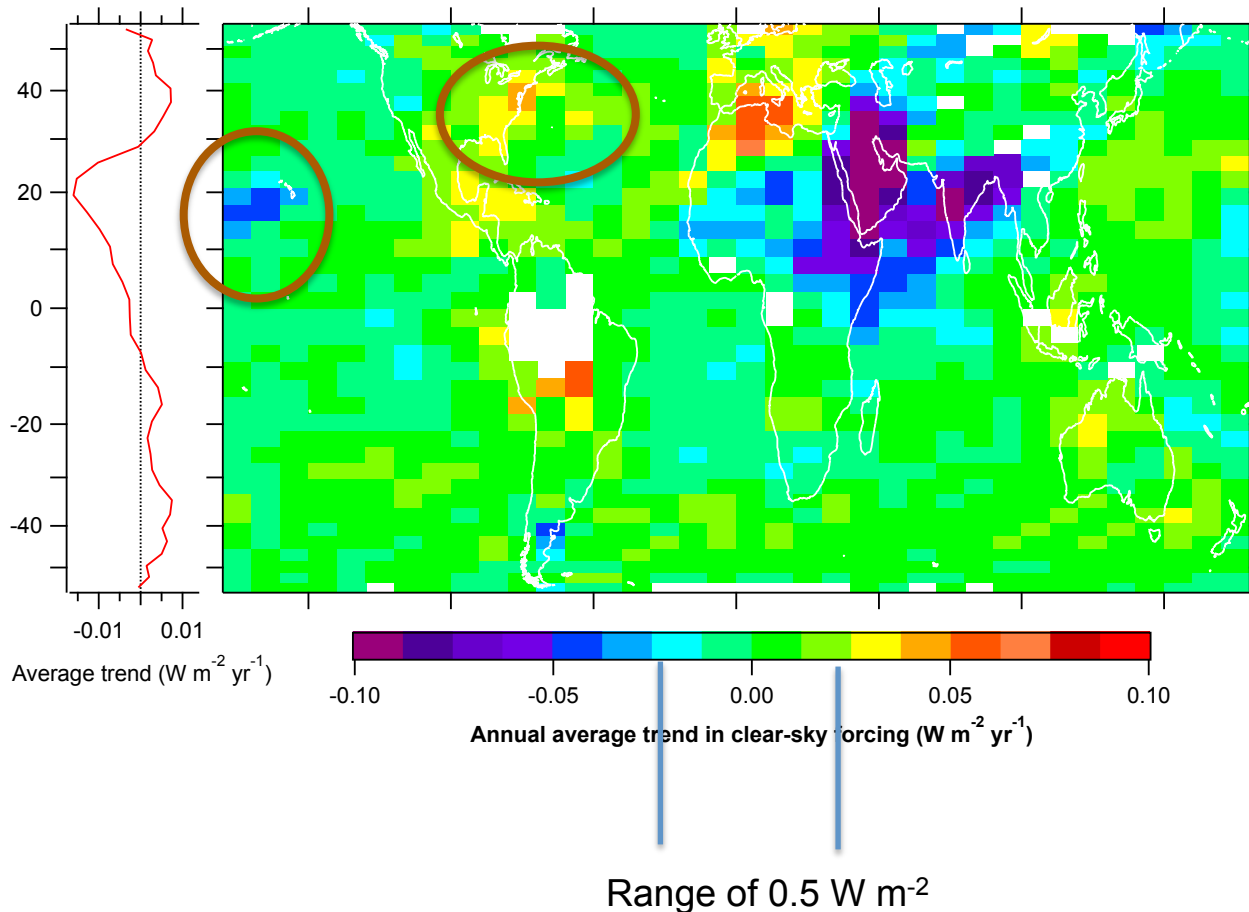 40
20
0
-20
-40
-0.01 0.01
Average trend (W m⁻² yr⁻¹)
-0.10 -0.05 0.00 0.05 0.10
Annual average trend in clear-sky forcing (W m⁻² yr⁻¹)
Range of 0.5 W m⁻²